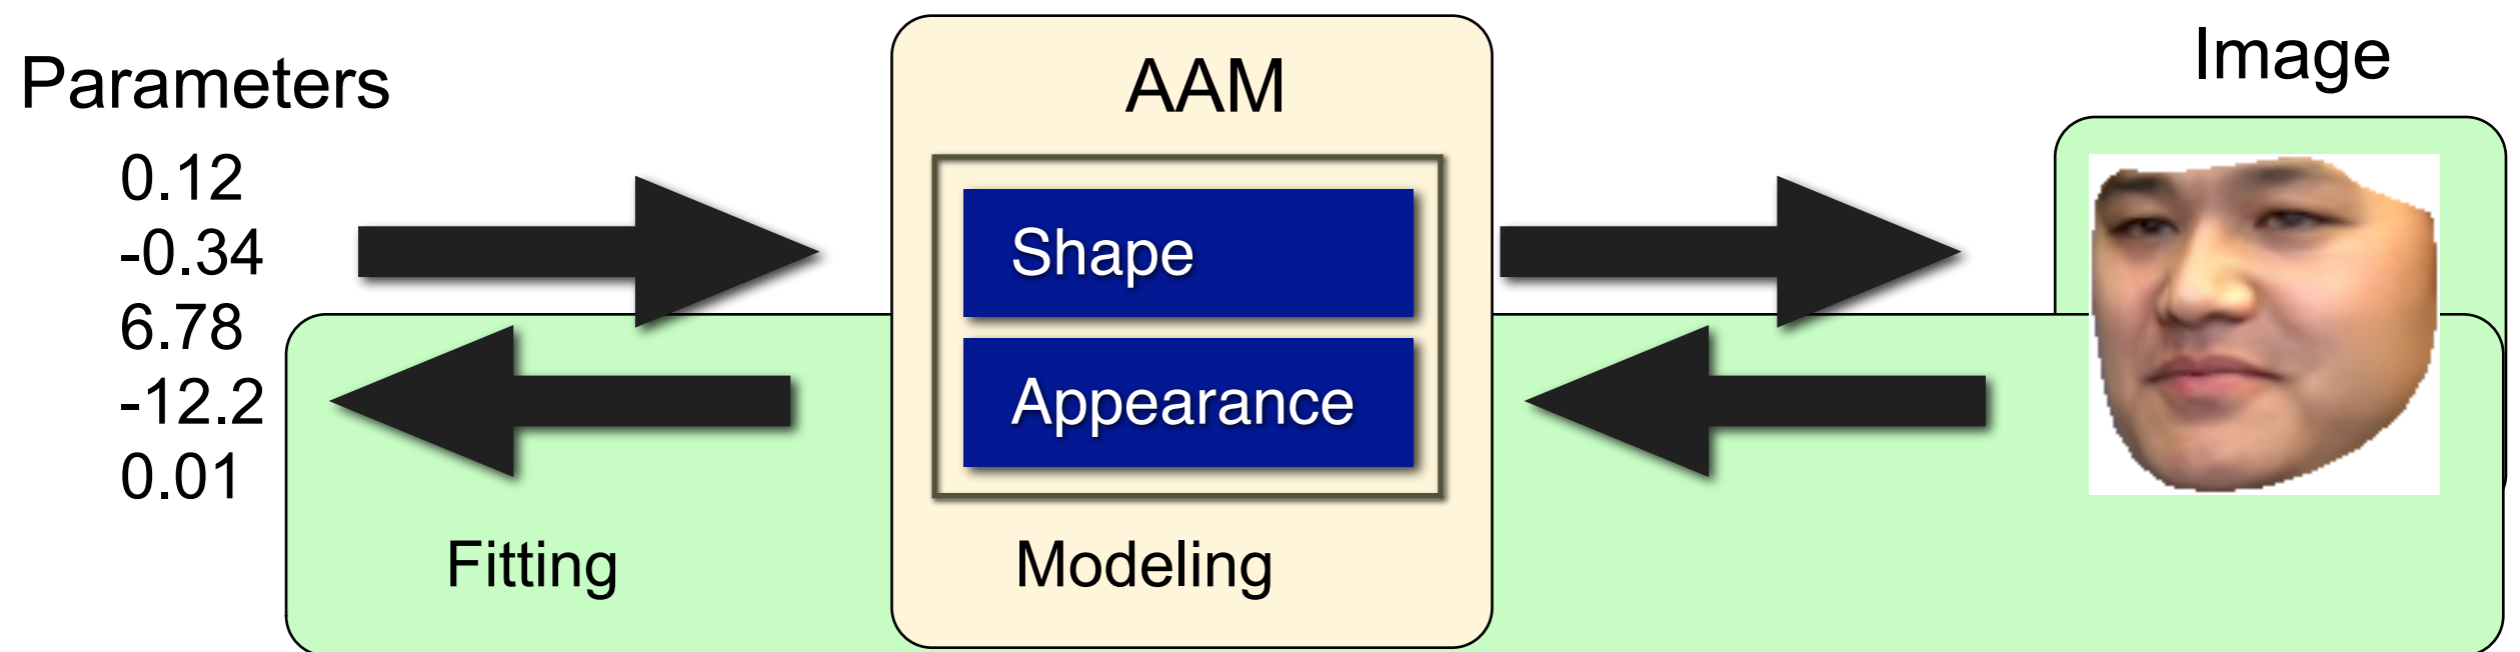 Parameters
0.12
-0.34
6.78
-12.2
0.01
Fitting
AAM
Shape
Appearance
Modeling
Image